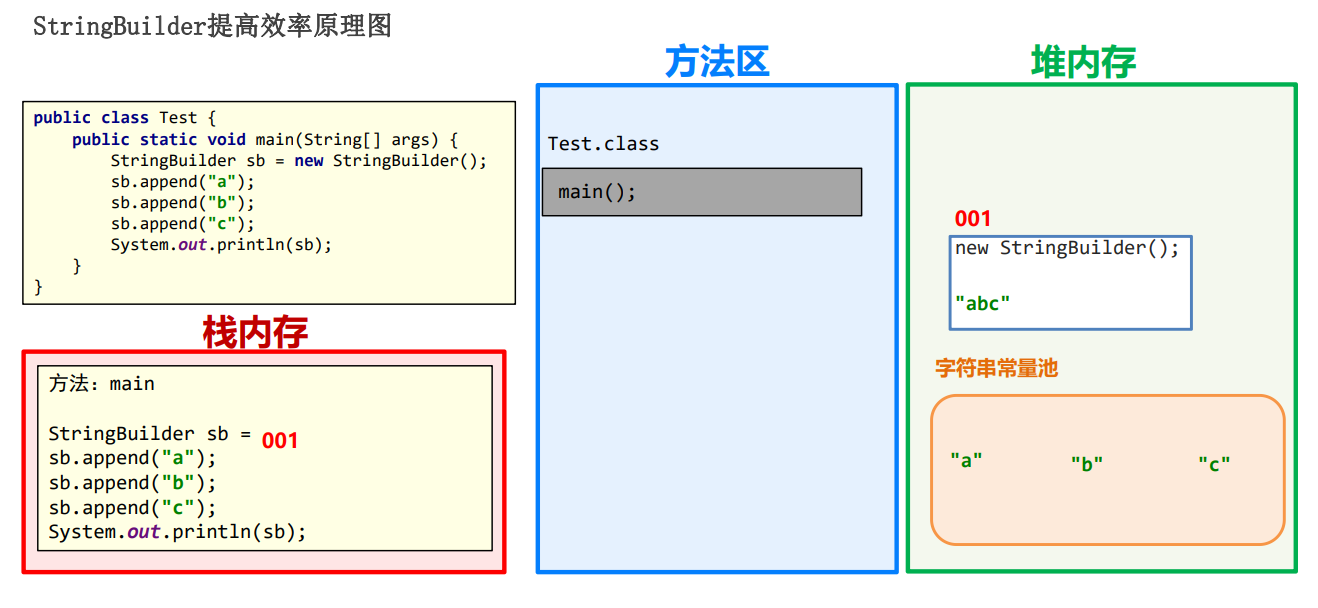 StringBuilder提高效率原理图
public class Test {
public static void main(String[] args) {
StringBuilder sb = new StringBuilder();
sb.append("a");
sb.append("b");
sb.append("c");
System.out.println(sb);
}
}
栈内存
方法：main
StringBuilder sb = 001
sb.append("a");
sb.append("b");
sb.append("c");
System.out.println(sb);
方法区
Test.class
main();
堆内存
001
new StringBuilder();
"abc"
字符串常量池
"a" "b" "c"